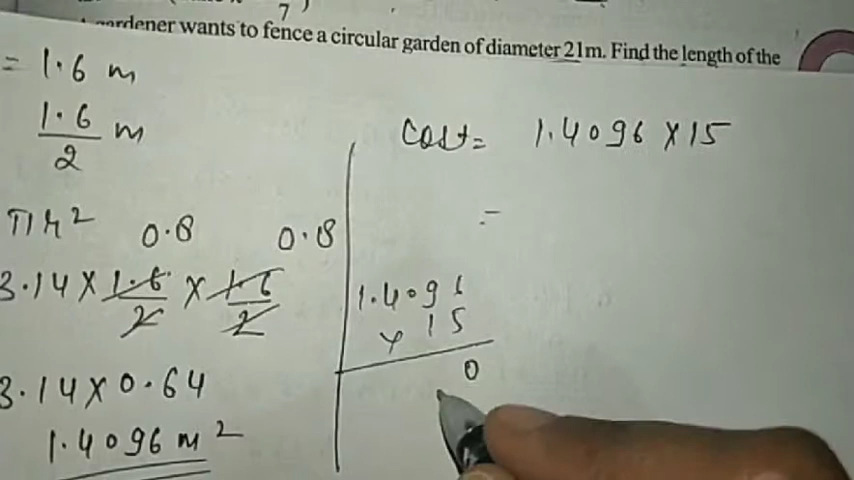 7 )
gardener wants to fence a circular garden of diameter 21m. Find the length of the
= 1.6 m
1.6
2 m
πr²
0.8 0.8
3.14 × 1.6 × 1.6
2 2
3.14 × 0.64
1.4096 m²
Cost = 1.4096 × 15
=
1.4096
× 15
0